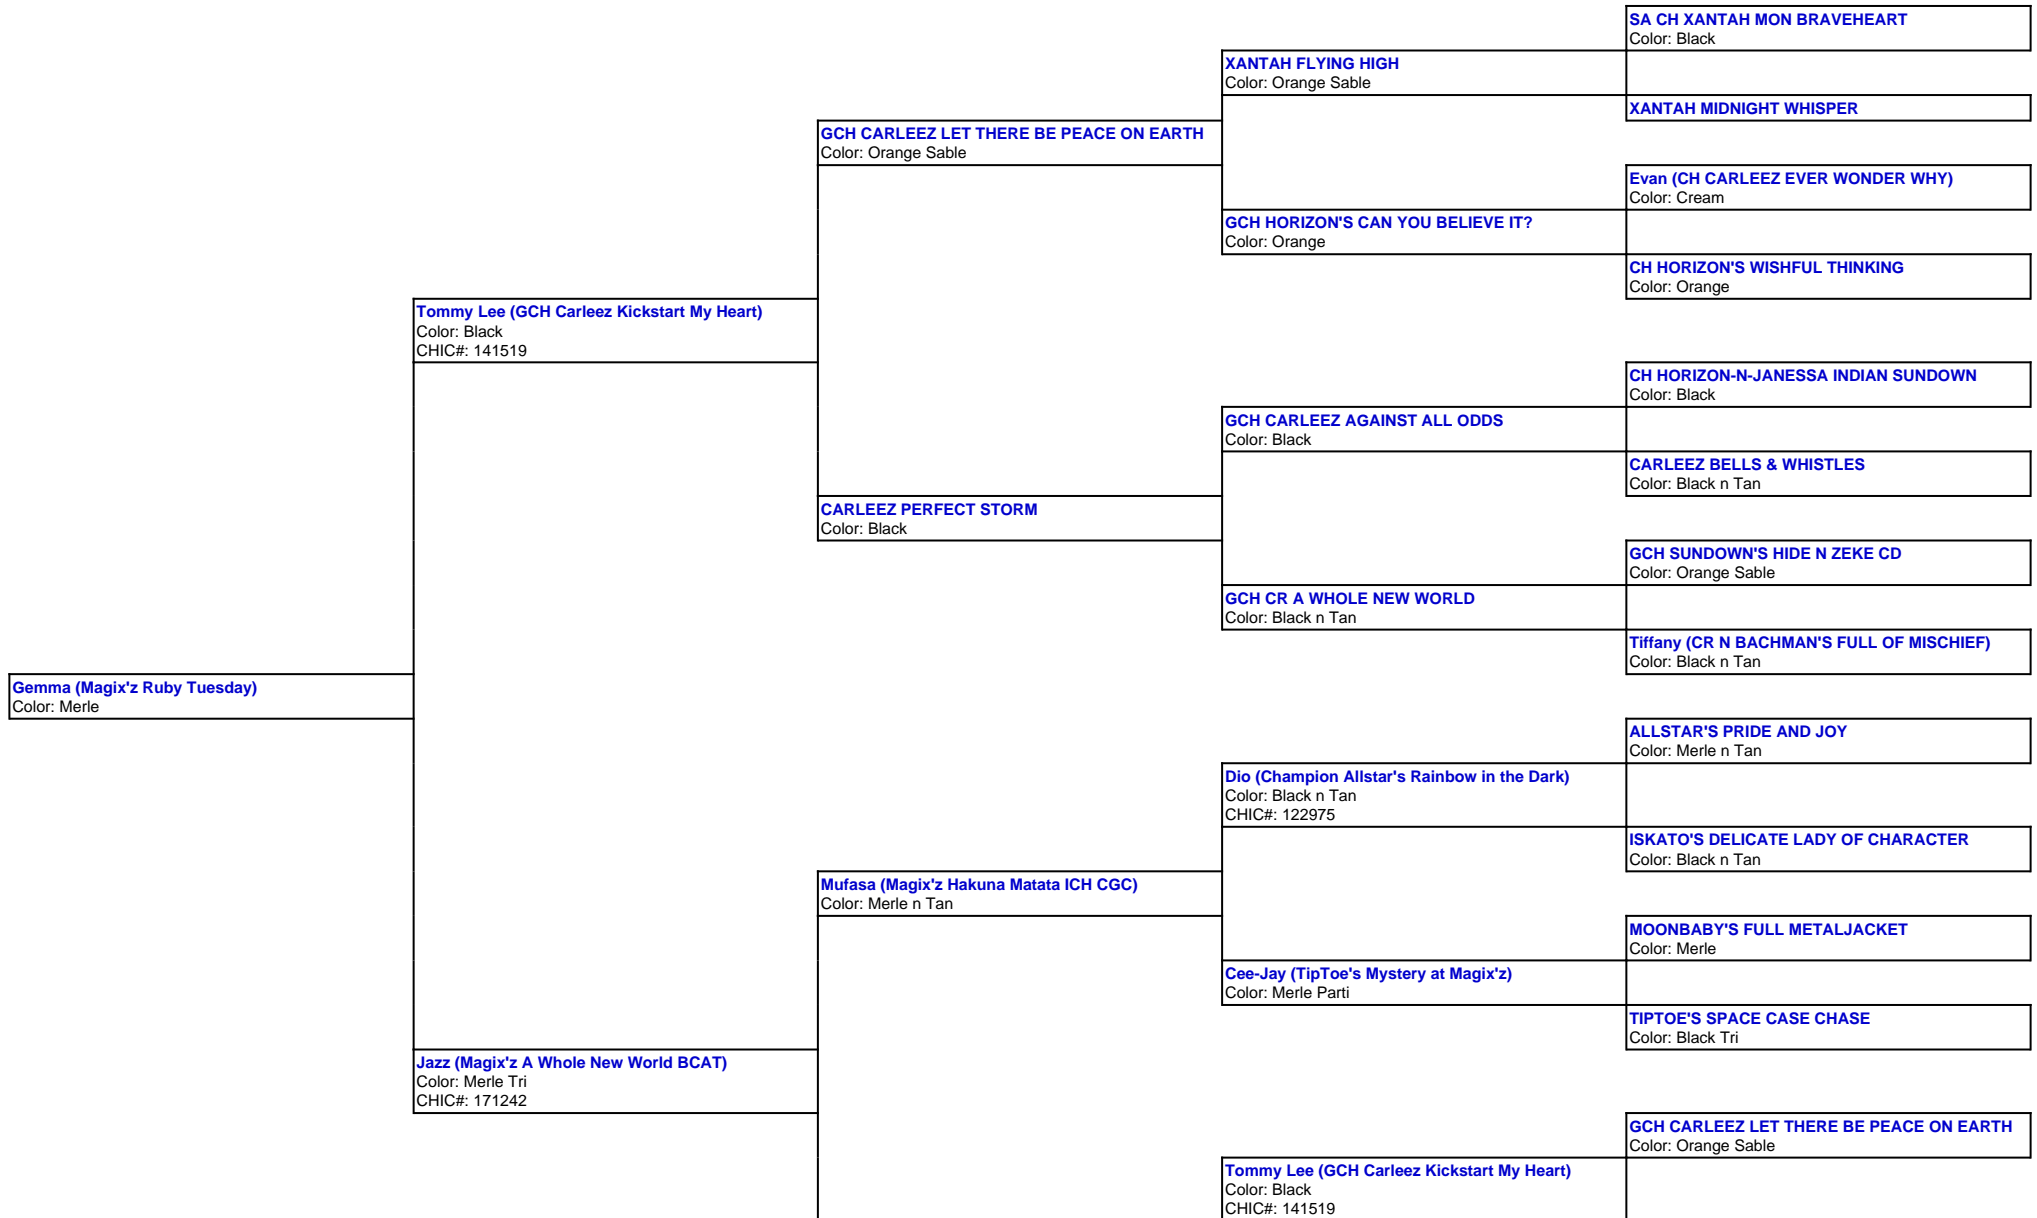 SA CH XANTAH MON BRAVEHEART
Color: Black
XANTAH FLYING HIGH
Color: Orange Sable
XANTAH MIDNIGHT WHISPER
GCH CARLEEZ LET THERE BE PEACE ON EARTH
Color: Orange Sable
Evan (CH CARLEEZ EVER WONDER WHY)
Color: Cream
GCH HORIZON'S CAN YOU BELIEVE IT?
Color: Orange
CH HORIZON'S WISHFUL THINKING
Color: Orange
Tommy Lee (GCH Carleez Kickstart My Heart)
Color: Black
CHIC#: 141519
CH HORIZON-N-JANESSA INDIAN SUNDOWN
Color: Black
GCH CARLEEZ AGAINST ALL ODDS
Color: Black
CARLEEZ BELLS & WHISTLES
Color: Black n Tan
CARLEEZ PERFECT STORM
Color: Black
GCH SUNDOWN'S HIDE N ZEKE CD
Color: Orange Sable
GCH CR A WHOLE NEW WORLD
Color: Black n Tan
Tiffany (CR N BACHMAN'S FULL OF MISCHIEF)
Color: Black n Tan
Gemma (Magix'z Ruby Tuesday)
Color: Merle
ALLSTAR'S PRIDE AND JOY
Color: Merle n Tan
Dio (Champion Allstar's Rainbow in the Dark)
Color: Black n Tan
CHIC#: 122975
ISKATO'S DELICATE LADY OF CHARACTER
Color: Black n Tan
Mufasa (Magix'z Hakuna Matata ICH CGC)
Color: Merle n Tan
MOONBABY'S FULL METALJACKET
Color: Merle
Cee-Jay (TipToe's Mystery at Magix'z)
Color: Merle Parti
TIPTOE'S SPACE CASE CHASE
Color: Black Tri
Jazz (Magix'z A Whole New World BCAT)
Color: Merle Tri
CHIC#: 171242
GCH CARLEEZ LET THERE BE PEACE ON EARTH
Color: Orange Sable
Tommy Lee (GCH Carleez Kickstart My Heart)
Color: Black
CHIC#: 141519